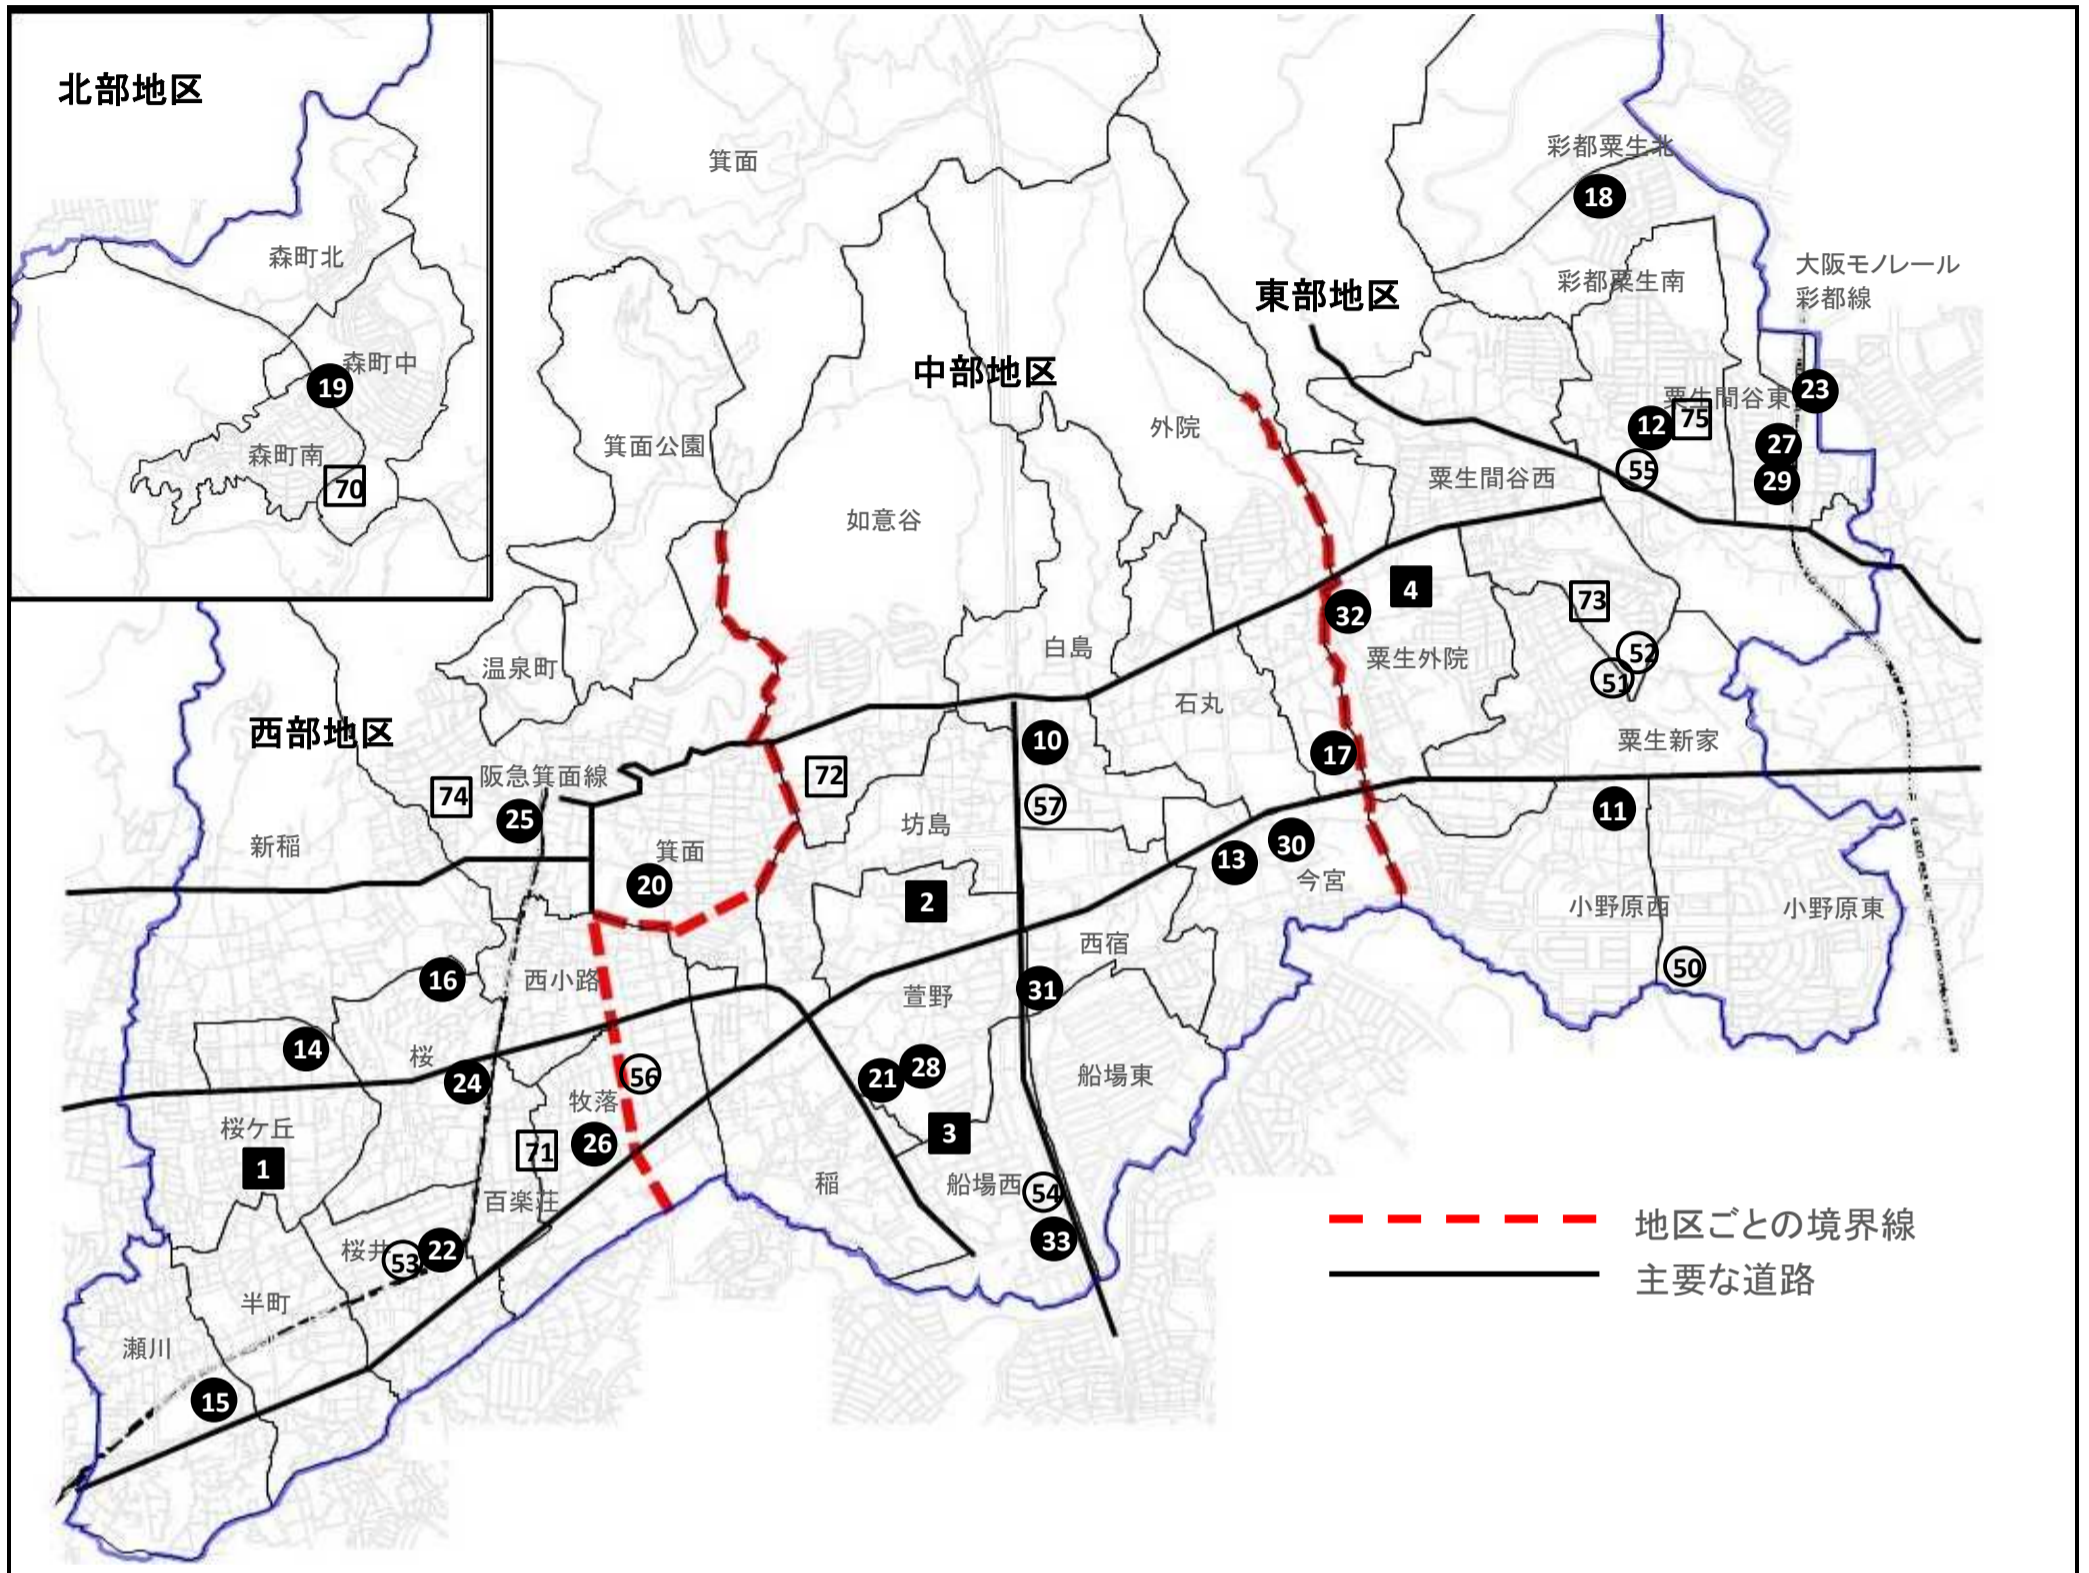 北部地区
箕面
彩都粟生北
18
森町北
大阪モノレール
彩都線
彩都粟生南
東部地区
森町中
19
中部地区
粟生間谷東
23
12
75
27
55
29
森町南
70
箕面公園
外院
粟生間谷西
如意谷
4
73
32
温泉町
白島
粟生外院
52
51
石丸
西部地区
10
17
粟生新家
阪急箕面線
72
74
25
57
11
新稲
箕面
坊島
13
30
20
2
今宮
小野原西
小野原東
西宿
16
西小路
31
萱野
50
14
桜
24
56
21
28
船場東
牧落
桜ケ丘
1
71
26
3
百楽荘
稲
船場西
54
桜井
53
22
33
半町
瀬川
15
地区ごとの境界線
主要な道路